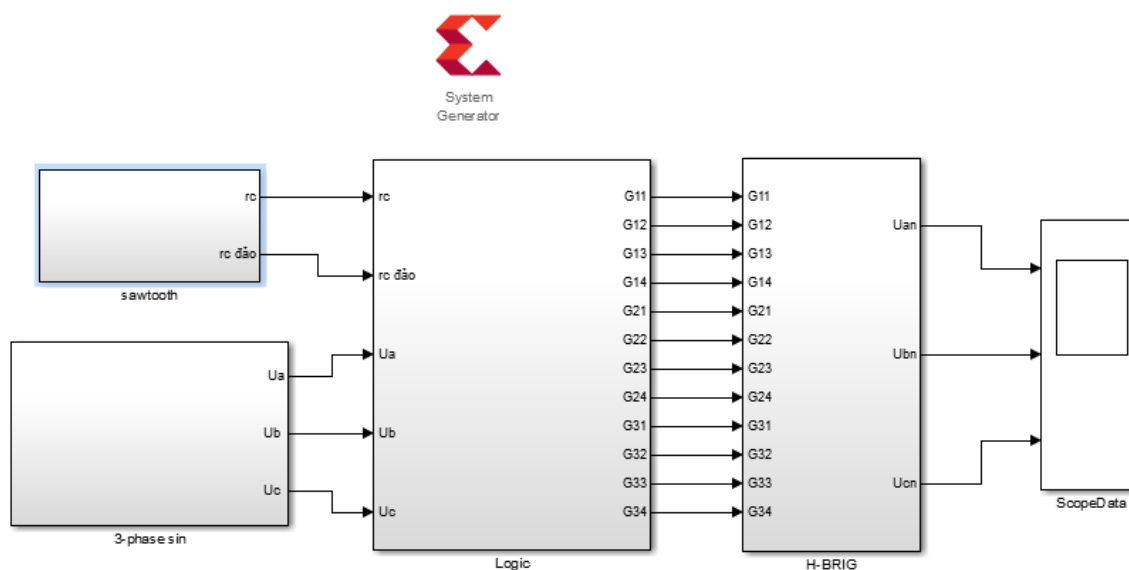 System
Generator
rc
rc đảo
sawtooth
Ua
Ub
Uc
3-phase sin
rc
rc đảo
Ua
Ub
Uc
G11
G12
G13
G14
G21
G22
G23
G24
G31
G32
G33
G34
Logic
G11
G12
G13
G14
G21
G22
G23
G24
G31
G32
G33
G34
Uan
Ubn
Ucn
H-BRIG
ScopeData